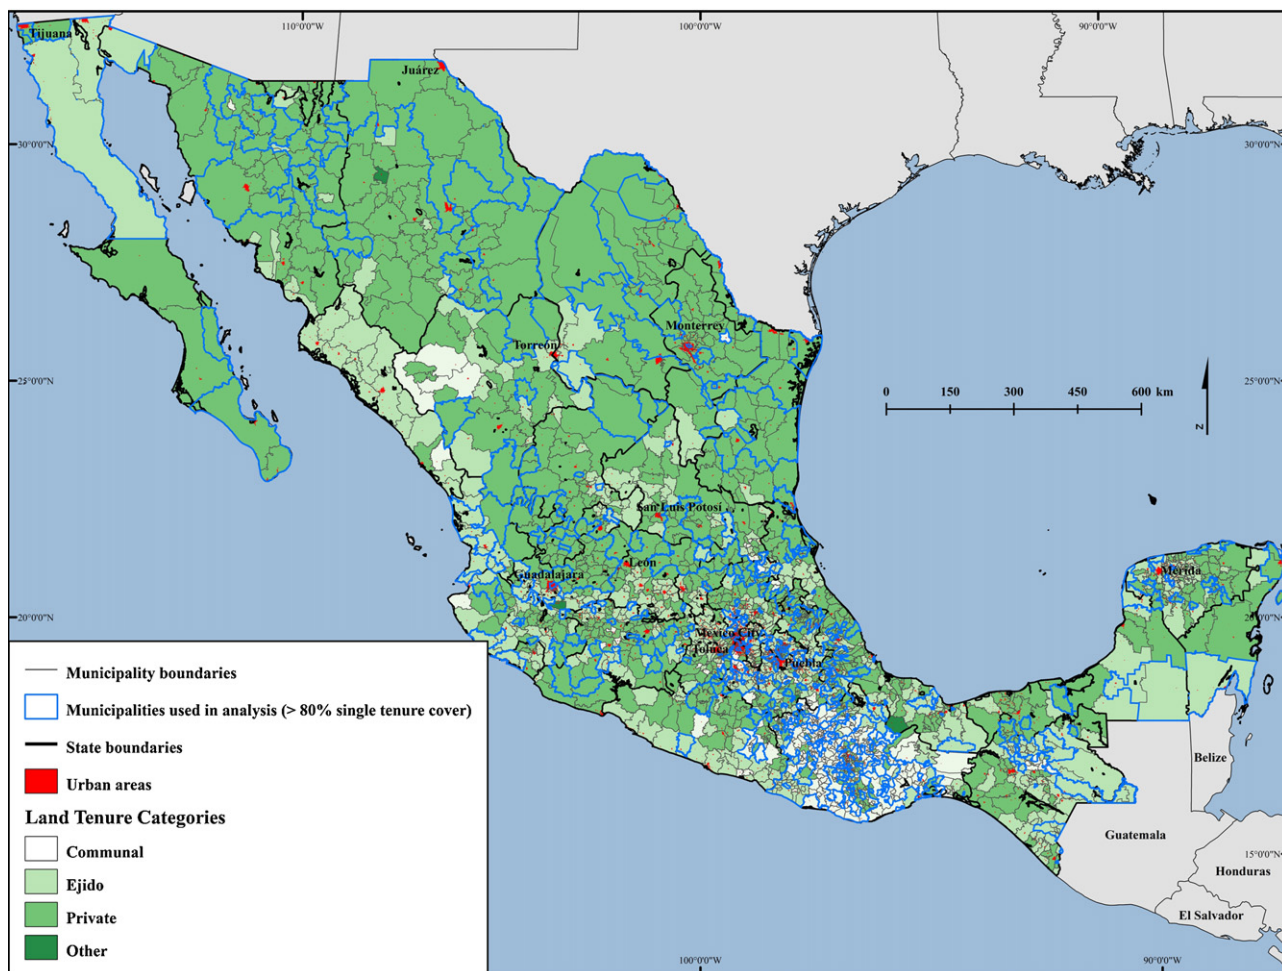 110°0'0"W
100°0'0"W
90°0'0"W
Tijuana
Juárez
30°0'0"N
30°0'0"N
Monterrey
Torreón
25°0'0"N
25°0'0"N
0 150 300 450 600 km
N
San Luis Potosí
León
Guadalajara
Mérida
20°0'0"N
20°0'0"N
Mexico City
Toluca
Puebla
Municipality boundaries
Municipalities used in analysis (> 80% single tenure cover)
State boundaries
Urban areas
Land Tenure Categories
Communal
Ejido
Private
Other
Belize
Guatemala
15°0'0"N
Honduras
El Salvador
100°0'0"W
90°0'0"W